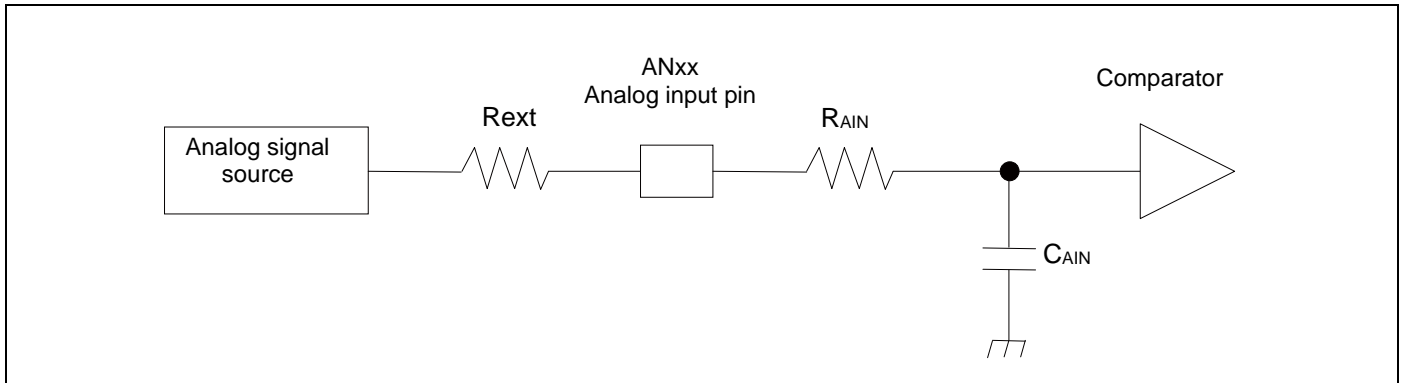 ANxx
Analog input pin
Comparator
Rext
RAIN
Analog signal
source
CAIN